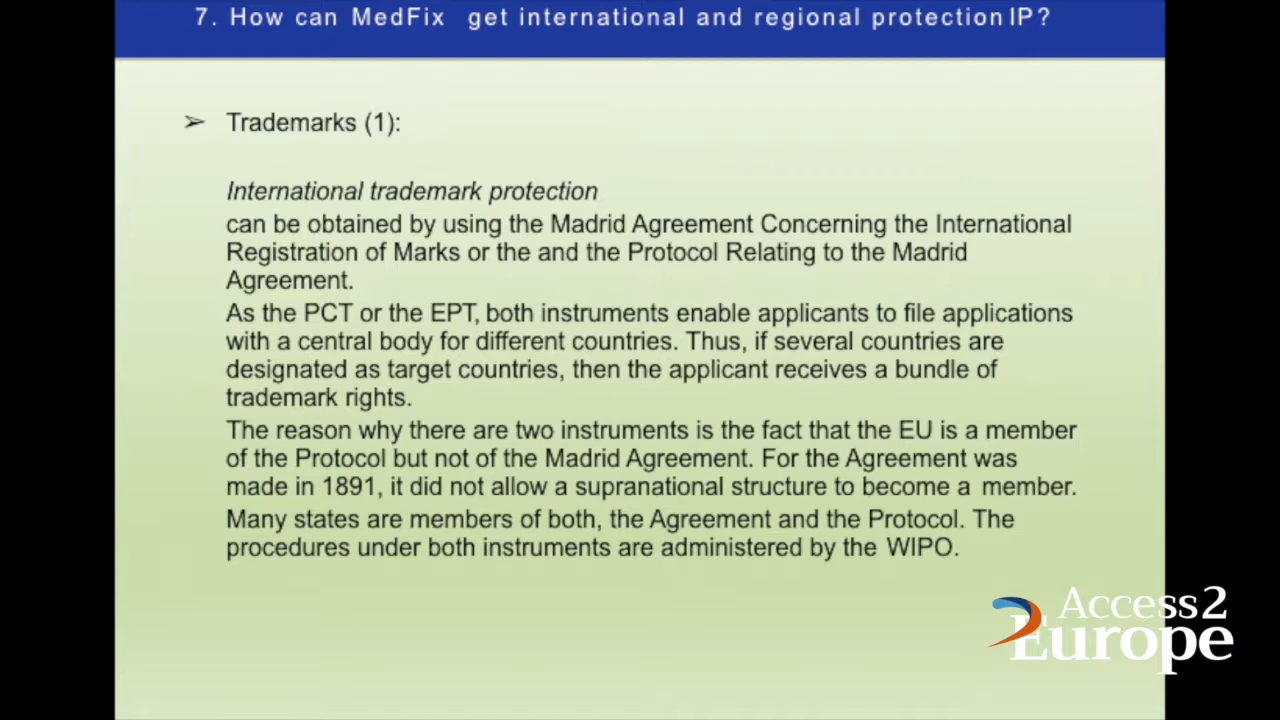 7. How can MedFix get international and regional protection IP?
➢ Trademarks (1):
International trademark protection
can be obtained by using the Madrid Agreement Concerning the International
Registration of Marks or the and the Protocol Relating to the Madrid
Agreement.
As the PCT or the EPT, both instruments enable applicants to file applications
with a central body for different countries. Thus, if several countries are
designated as target countries, then the applicant receives a bundle of
trademark rights.
The reason why there are two instruments is the fact that the EU is a member
of the Protocol but not of the Madrid Agreement. For the Agreement was
made in 1891, it did not allow a supranational structure to become a member.
Many states are members of both, the Agreement and the Protocol. The
procedures under both instruments are administered by the WIPO.
Access2
Europe